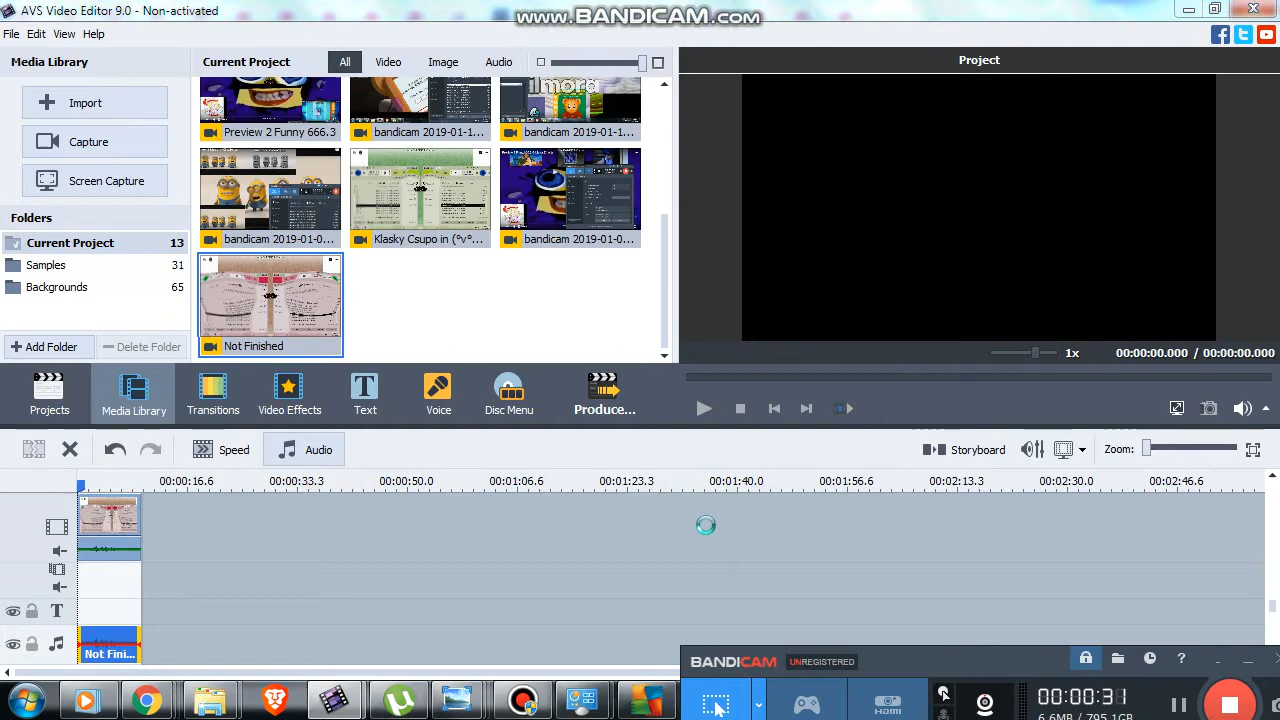 AVS Video Editor 9.0 - Non-activated
www.BANDICAM.com
File Edit View Help
Media Library
Current Project All Video Image Audio
Project
Import
Capture
Screen Capture
Folders
Current Project 13
Samples 31
Backgrounds 65
Add Folder Delete Folder
Preview 2 Funny 666.3
bandicam 2019-01-1...
bandicam 2019-01-1...
bandicam 2019-01-0...
Klasky Csupo in (°v°...
bandicam 2019-01-0...
Not Finished
1x 00:00:00.000 / 00:00:00.000
Projects Media Library Transitions Video Effects Text Voice Disc Menu Produce...
Speed Audio Storyboard Zoom:
00:00:16.6 00:00:33.3 00:00:50.0 00:01:06.6 00:01:23.3 00:01:40.0 00:01:56.6 00:02:13.3 00:02:30.0 00:02:46.6
T
Not Fini...
BANDICAM UNREGISTERED
HDMI
00:00:31
6.6MB / 795.1GB